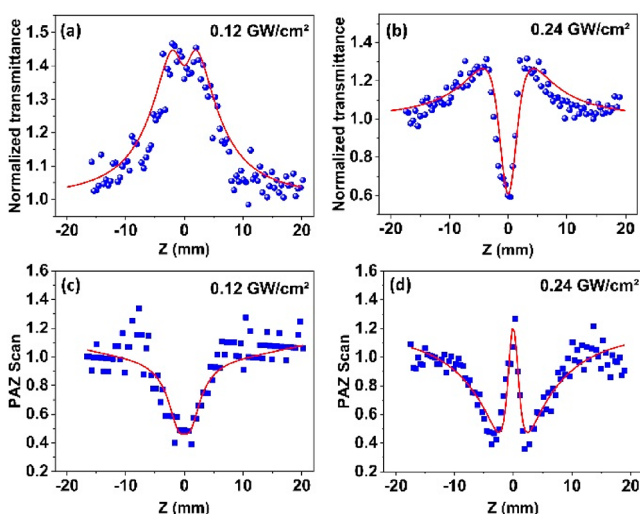 (a) 0.12 GW/cm²
Normalized transmittance
1.5
1.4
1.3
1.2
1.1
1.0
-20 -10 0 10 20
Z (mm)
(b) 0.24 GW/cm²
Normalized transmittance
1.4
1.2
1.0
0.8
0.6
-20 -10 0 10 20
Z (mm)
(c) 0.12 GW/cm²
PAZ Scan
1.6
1.4
1.2
1.0
0.8
0.6
0.4
0.2
-20 -10 0 10 20
Z (mm)
(d) 0.24 GW/cm²
PAZ Scan
1.6
1.4
1.2
1.0
0.8
0.6
0.4
0.2
-20 -10 0 10 20
Z (mm)